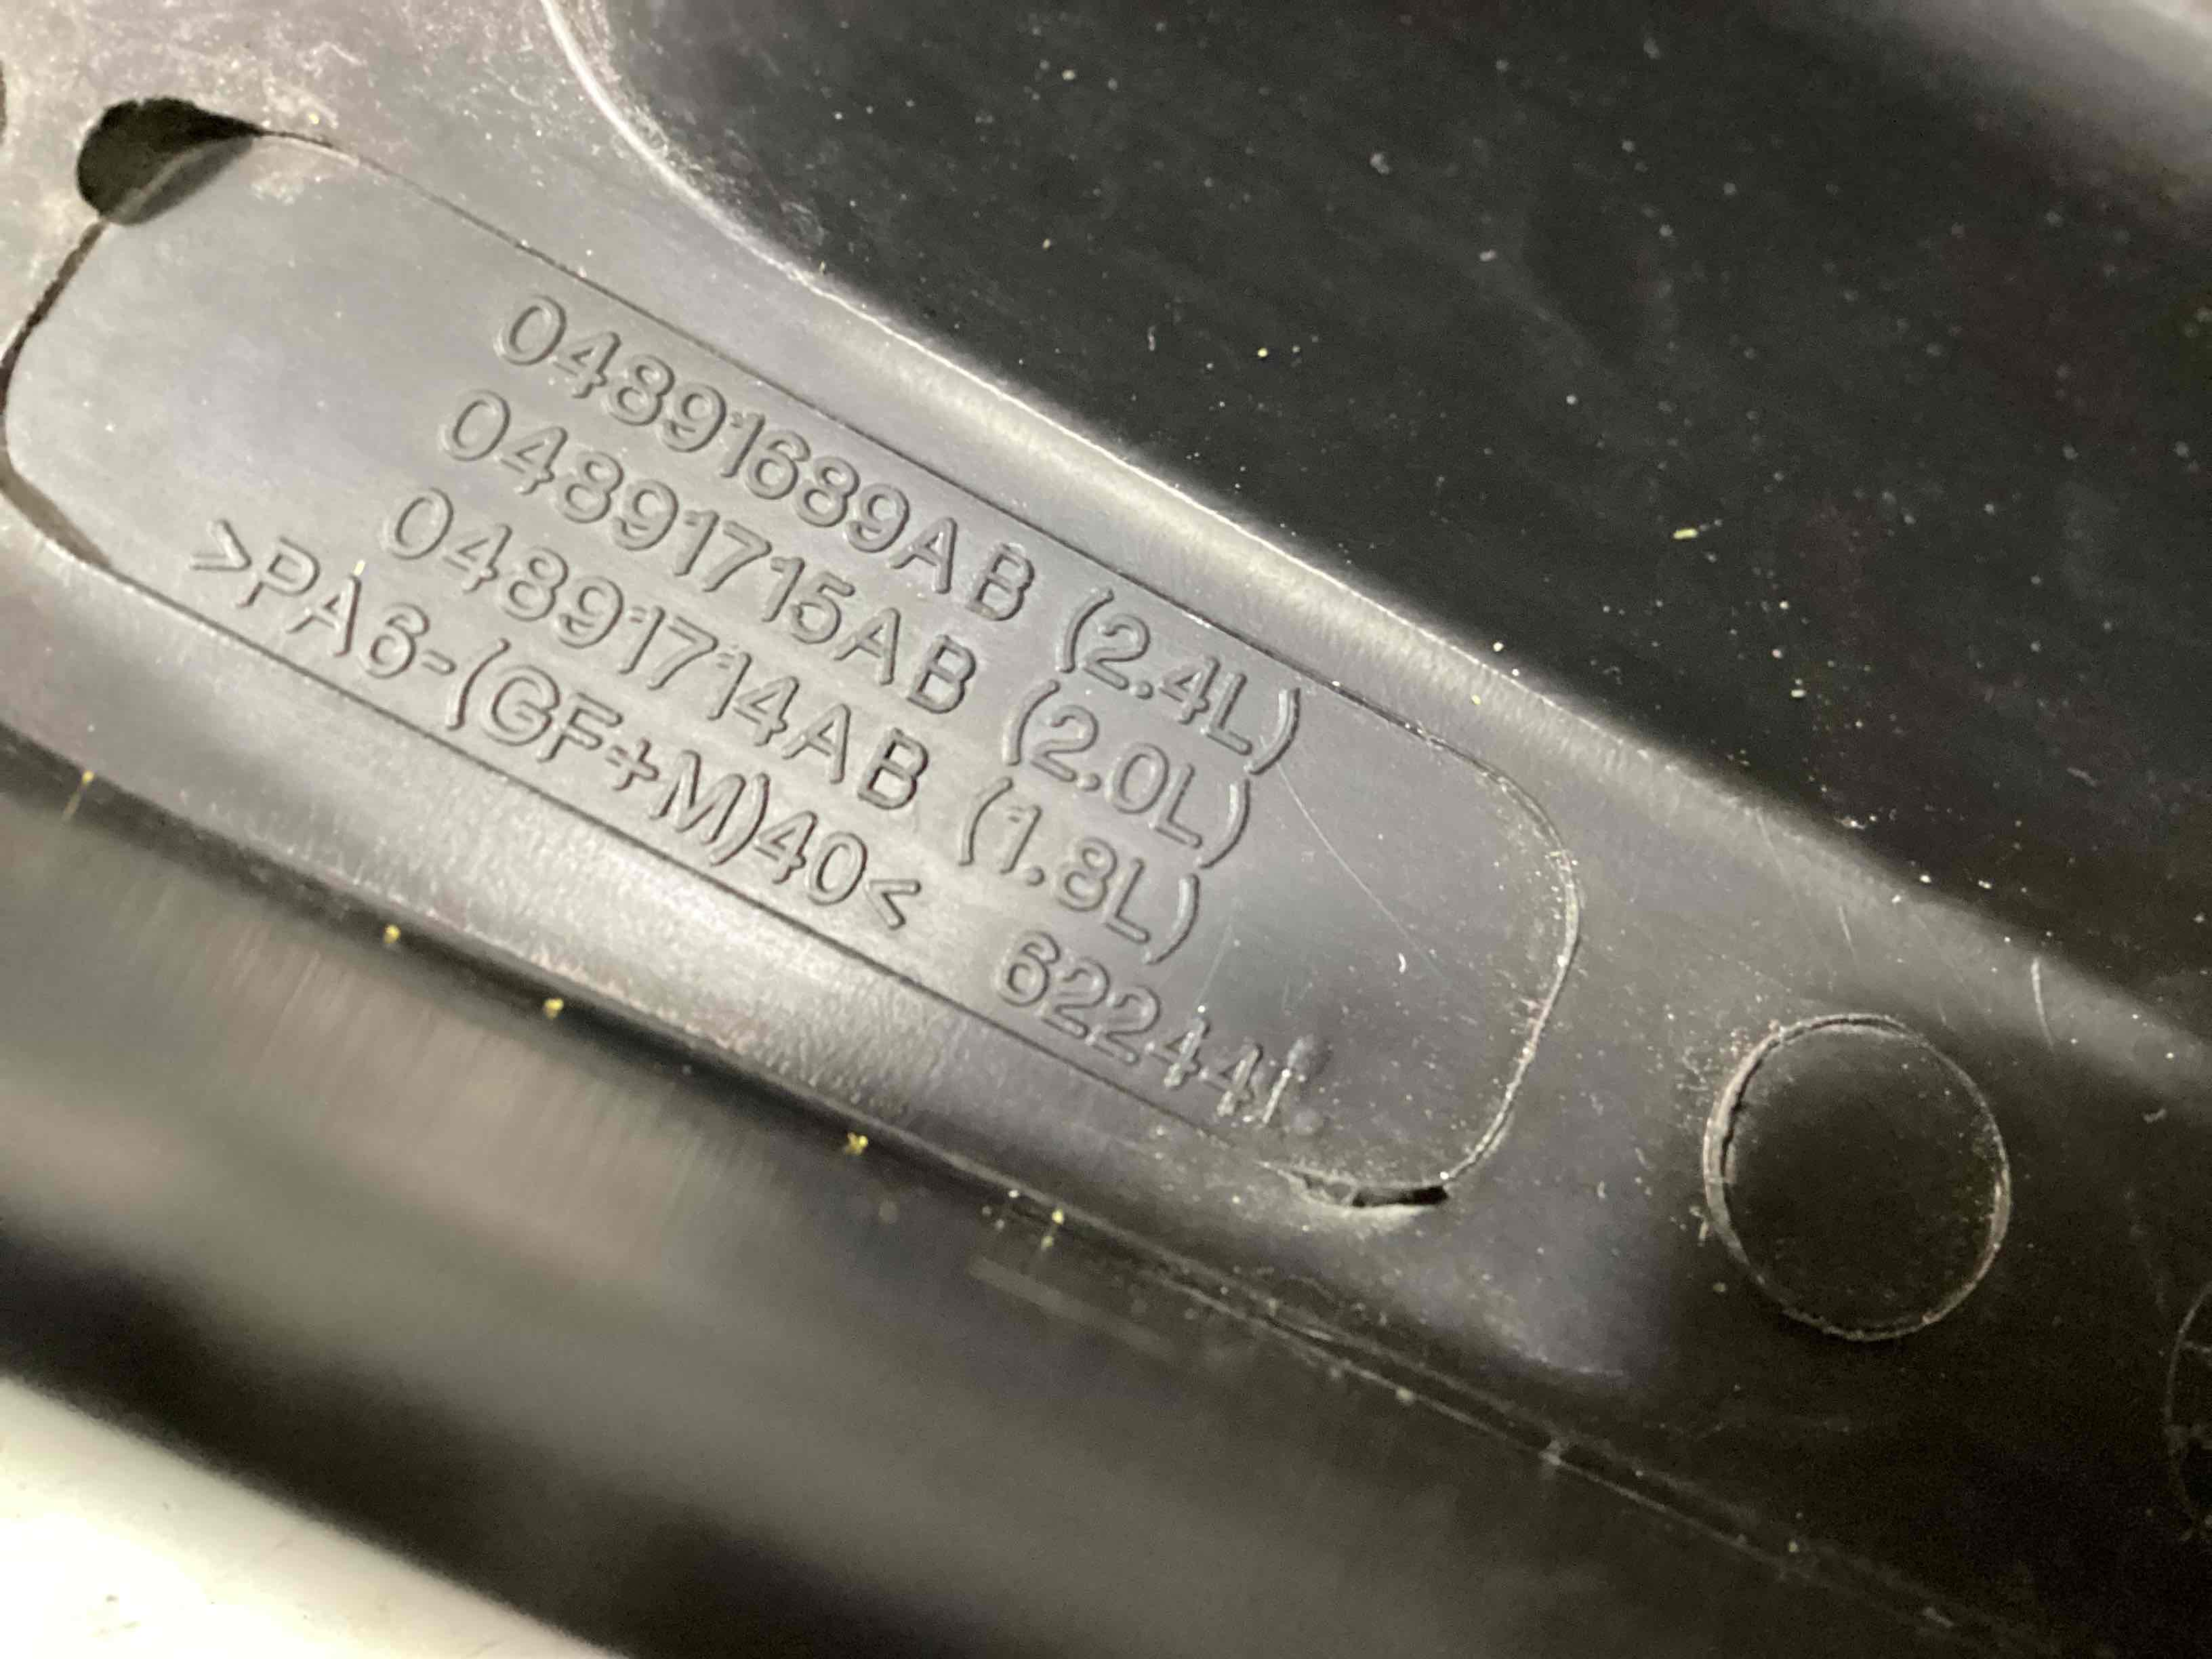 04891689AB (2.4L)
04891715AB (2.0L)
04891714AB (1.8L)
>PA6-(GF+M)40<